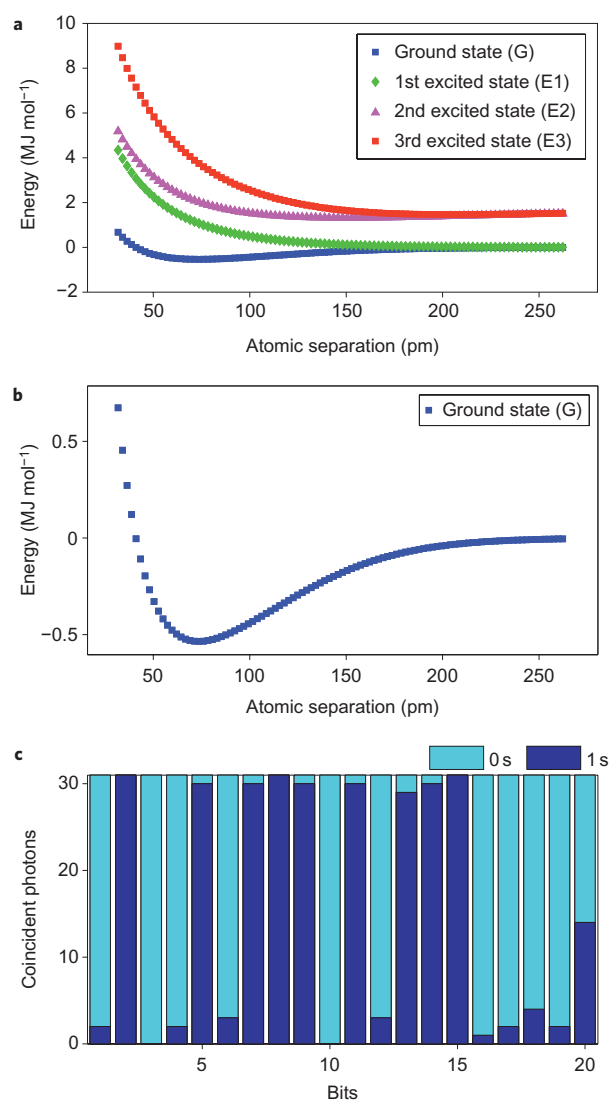 a
10
8
6
4
2
0
−2
Energy (MJ mol⁻¹)
Ground state (G)
1st excited state (E1)
2nd excited state (E2)
3rd excited state (E3)
50 100 150 200 250
Atomic separation (pm)
b
0.5
0
−0.5
Energy (MJ mol⁻¹)
Ground state (G)
50 100 150 200 250
Atomic separation (pm)
c
0 s 1 s
30
20
10
0
Coincident photons
5 10 15 20
Bits